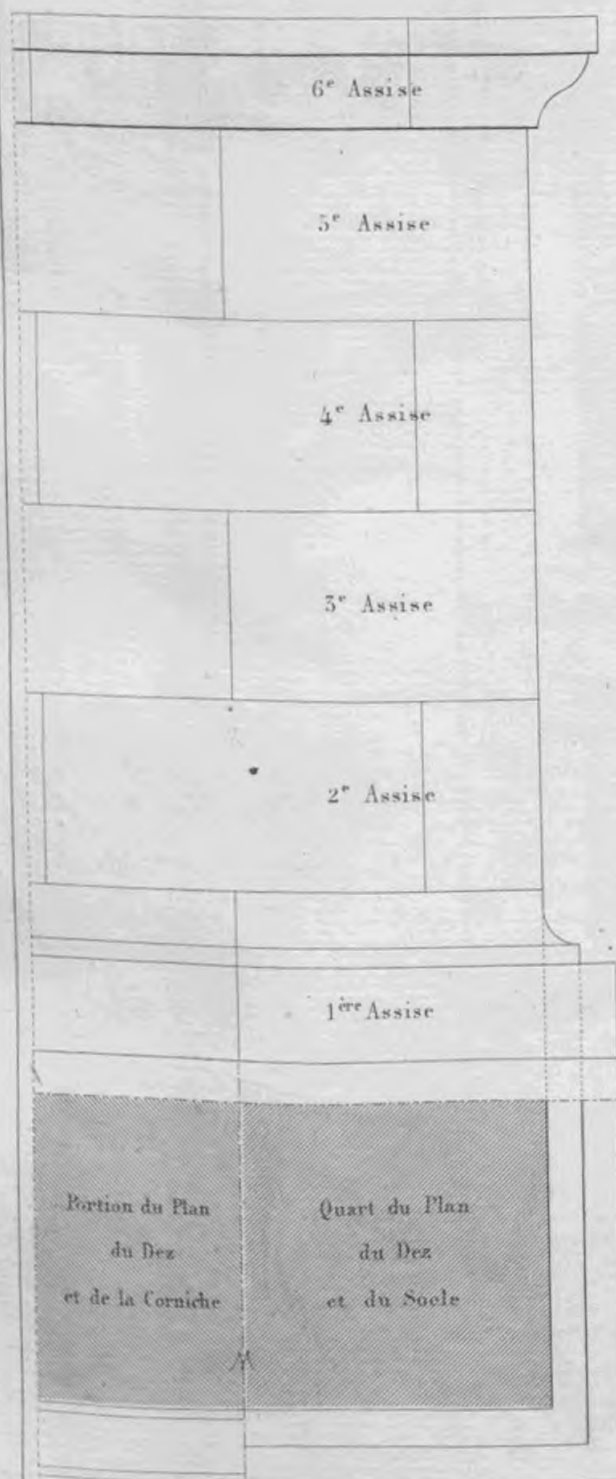 6e Assise
5e Assise
4e Assise
3e Assise
2e Assise
1ère Assise
Portion du Plan
du Dez
et de la Corniche
Quart du Plan
du Dez
et du Socle